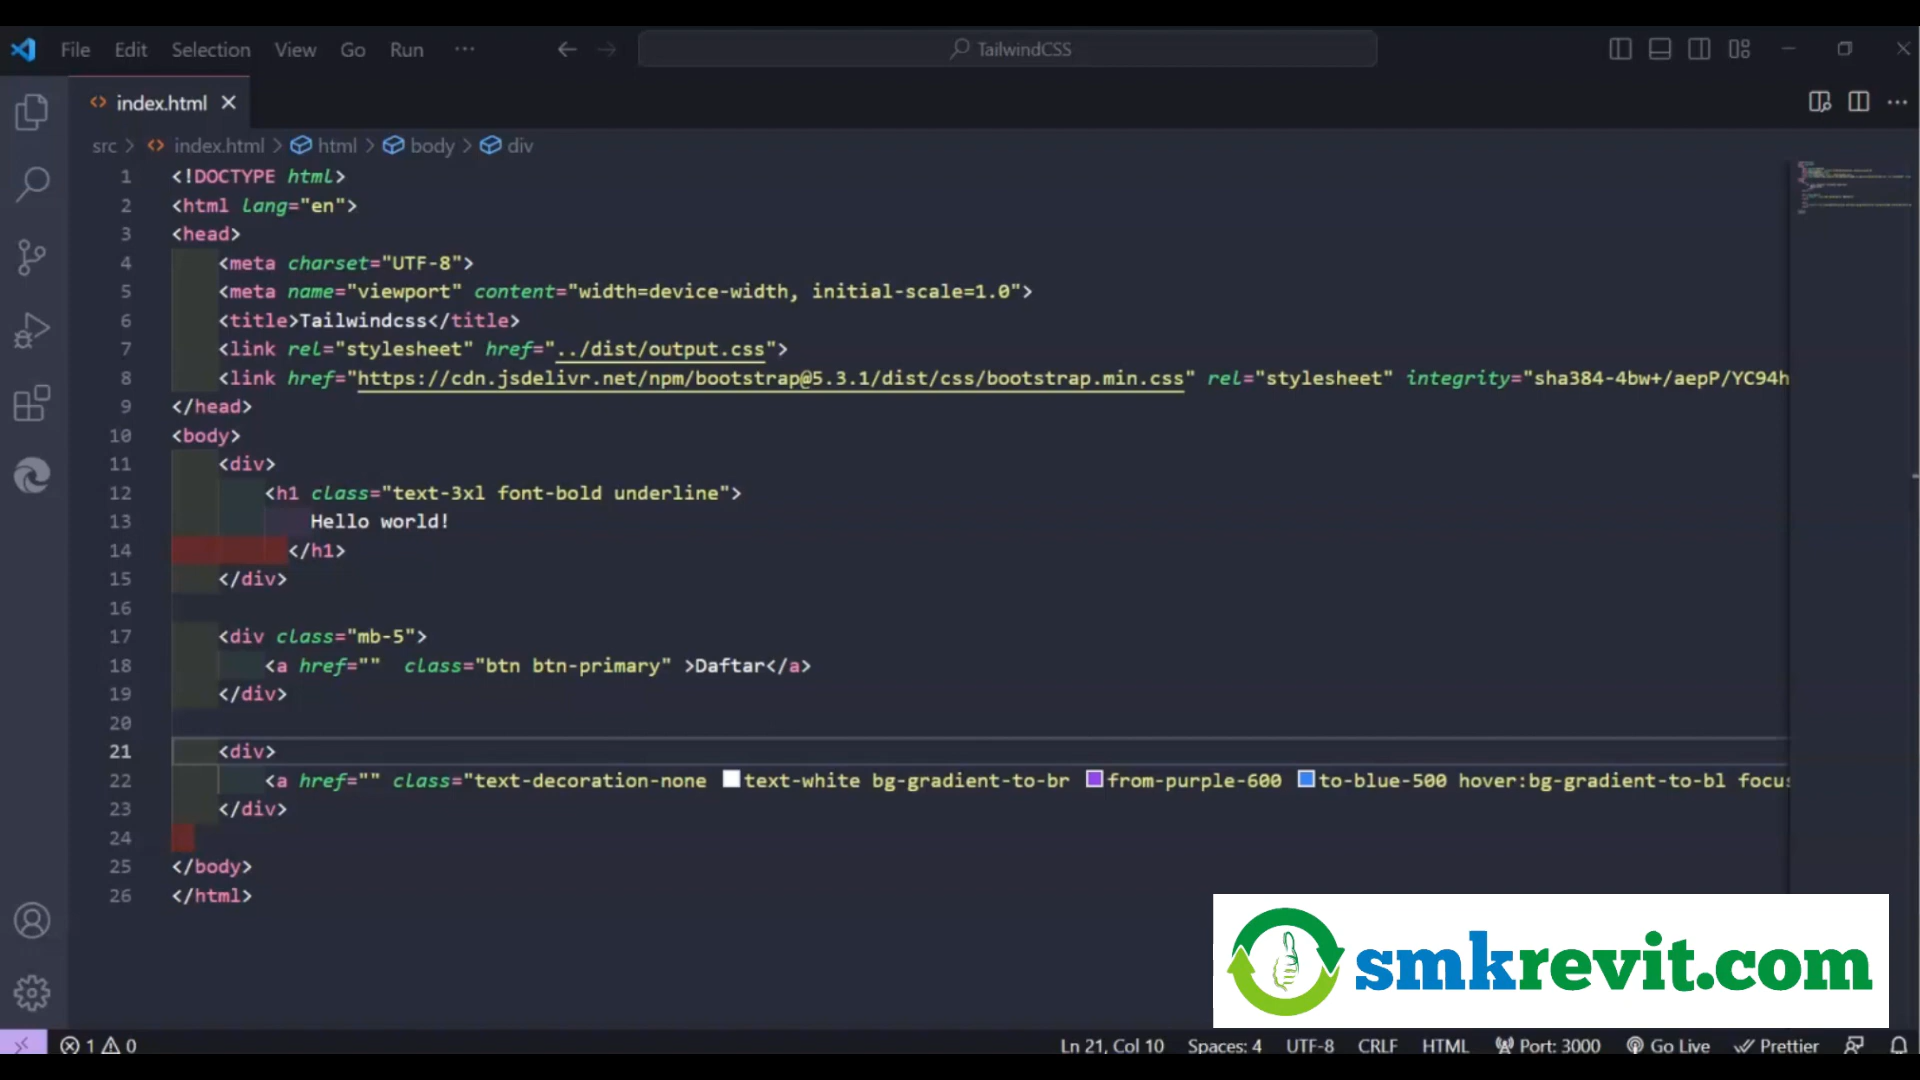 File Edit Selection View Go Run ··· TailwindCSS
index.html
src > index.html > html > body > div
1 <!DOCTYPE html>
2 <html lang="en">
3 <head>
4 <meta charset="UTF-8">
5 <meta name="viewport" content="width=device-width, initial-scale=1.0">
6 <title>Tailwindcss</title>
7 <link rel="stylesheet" href="../dist/output.css">
8 <link href="https://cdn.jsdelivr.net/npm/bootstrap@5.3.1/dist/css/bootstrap.min.css" rel="stylesheet" integrity="sha384-4bw+/aepP/YC94h
9 </head>
10 <body>
11 <div>
12 <h1 class="text-3xl font-bold underline">
13 Hello world!
14 </h1>
15 </div>
16
17 <div class="mb-5">
18 <a href="" class="btn btn-primary" >Daftar</a>
19 </div>
20
21 <div>
22 <a href="" class="text-decoration-none text-white bg-gradient-to-br from-purple-600 to-blue-500 hover:bg-gradient-to-bl focus
23 </div>
24
25 </body>
26 </html>
smkrevit.com
1 0 Ln 21, Col 10 Spaces: 4 UTF-8 CRLF HTML Port: 3000 Go Live Prettier